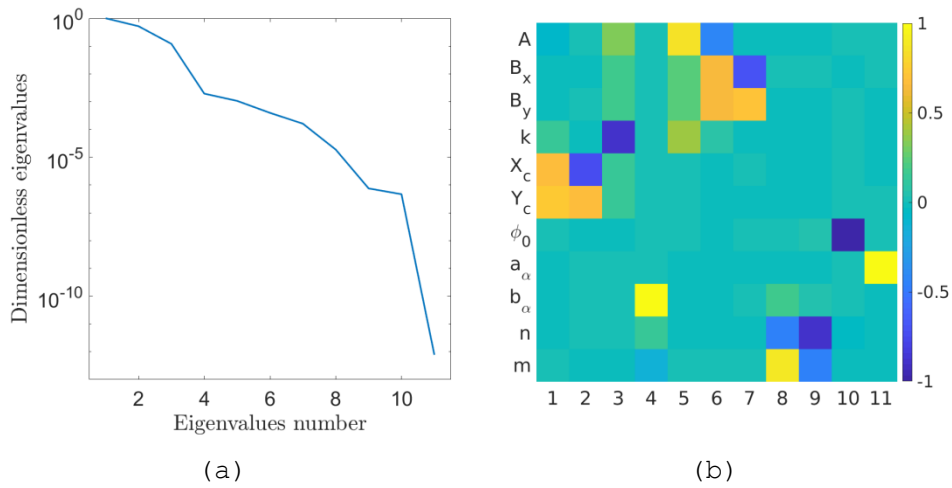 10^0
10^-5
10^-10
Dimensionless eigenvalues
2 4 6 8 10
Eigenvalues number
(a)
A
B_x
B_y
k
X_c
Y_c
ϕ_0
a_α
b_α
n
m
1 2 3 4 5 6 7 8 9 10 11
1
0.5
0
-0.5
-1
(b)